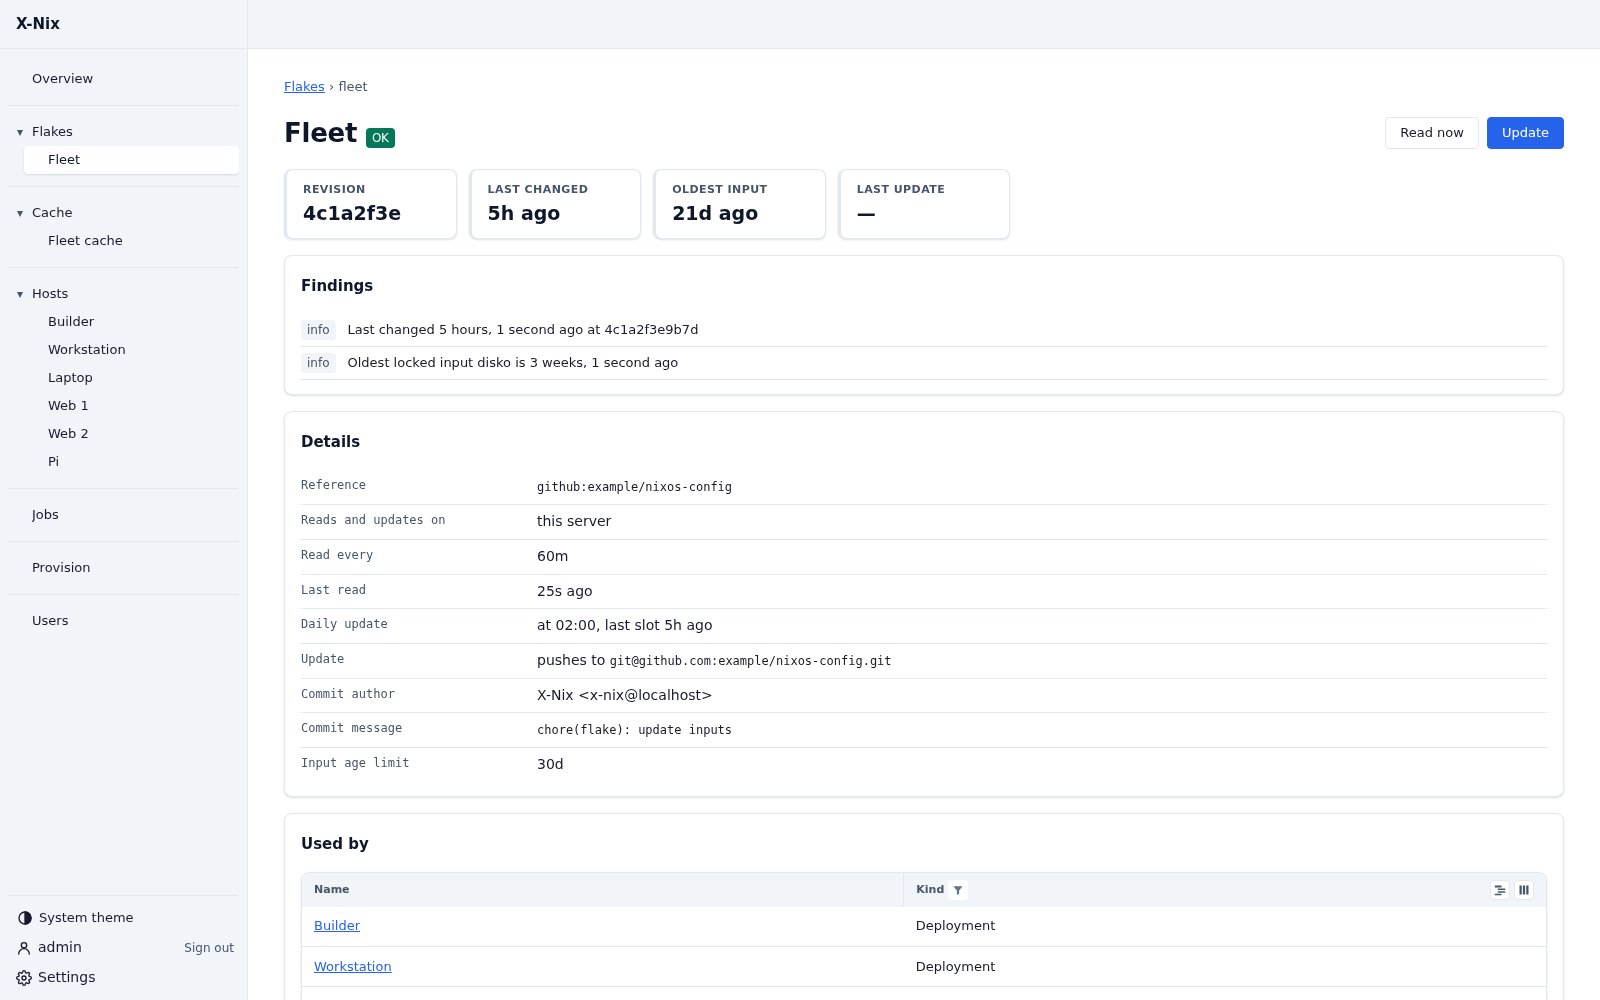 X-Nix
Overview
▾ Flakes
Fleet
▾ Cache
Fleet cache
▾ Hosts
Builder
Workstation
Laptop
Web 1
Web 2
Pi
Jobs
Provision
Users
System theme
admin Sign out
Settings
Flakes › fleet
Fleet OK
Read now Update
REVISION
4c1a2f3e
LAST CHANGED
5h ago
OLDEST INPUT
21d ago
LAST UPDATE
—
Findings
info Last changed 5 hours, 1 second ago at 4c1a2f3e9b7d
info Oldest locked input disko is 3 weeks, 1 second ago
Details
Reference github:example/nixos-config
Reads and updates on this server
Read every 60m
Last read 25s ago
Daily update at 02:00, last slot 5h ago
Update pushes to git@github.com:example/nixos-config.git
Commit author X-Nix <x-nix@localhost>
Commit message chore(flake): update inputs
Input age limit 30d
Used by
Name Kind
Builder Deployment
Workstation Deployment